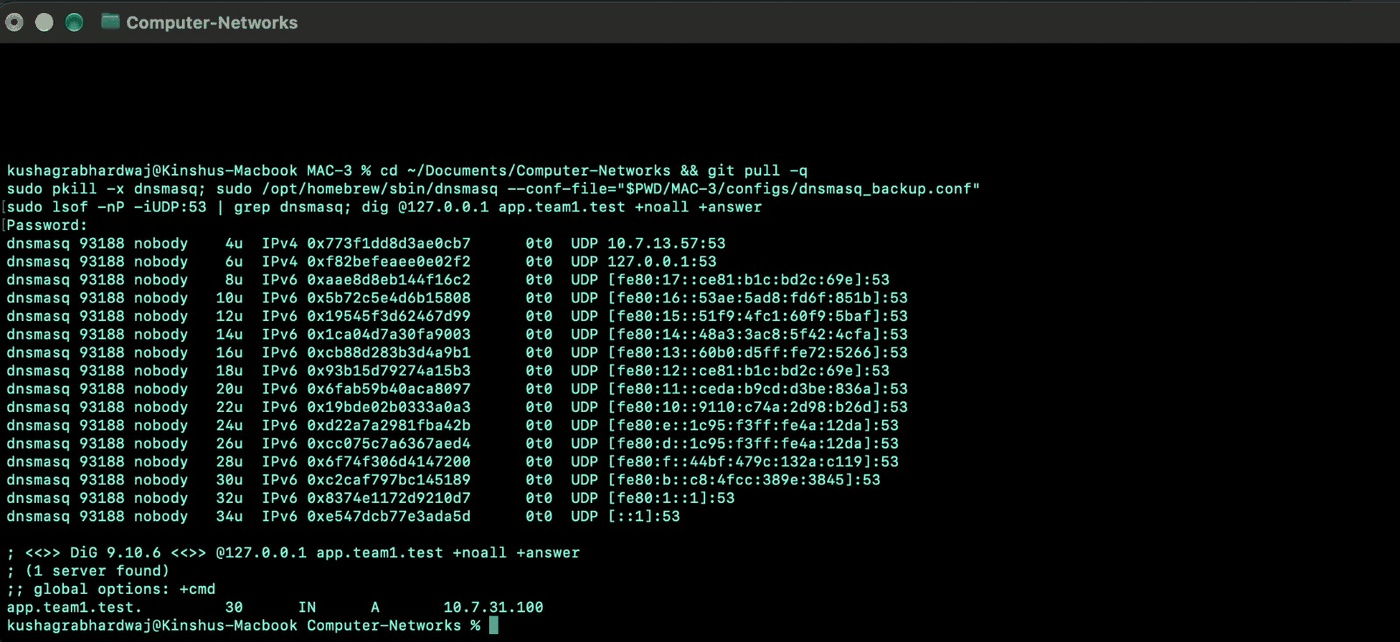 Computer-Networks
kushagrabhardwaj@Kinshus-Macbook MAC-3 % cd ~/Documents/Computer-Networks && git pull -q
sudo pkill -x dnsmasq; sudo /opt/homebrew/sbin/dnsmasq --conf-file="$PWD/MAC-3/configs/dnsmasq_backup.conf"
[sudo lsof -nP -iUDP:53 | grep dnsmasq; dig @127.0.0.1 app.team1.test +noall +answer
[Password:
dnsmasq 93188 nobody    4u  IPv4 0x773f1dd8d3ae0cb7      0t0  UDP 10.7.13.57:53
dnsmasq 93188 nobody    6u  IPv4 0xf82befeaee0e02f2      0t0  UDP 127.0.0.1:53
dnsmasq 93188 nobody    8u  IPv6 0xaae8d8eb144f16c2      0t0  UDP [fe80:17::ce81:b1c:bd2c:69e]:53
dnsmasq 93188 nobody   10u  IPv6 0x5b72c5e4d6b15808      0t0  UDP [fe80:16::53ae:5ad8:fd6f:851b]:53
dnsmasq 93188 nobody   12u  IPv6 0x19545f3d62467d99      0t0  UDP [fe80:15::51f9:4fc1:60f9:5baf]:53
dnsmasq 93188 nobody   14u  IPv6 0x1ca04d7a30fa9003      0t0  UDP [fe80:14::48a3:3ac8:5f42:4cfa]:53
dnsmasq 93188 nobody   16u  IPv6 0xcb88d283b3d4a9b1      0t0  UDP [fe80:13::60b0:d5ff:fe72:5266]:53
dnsmasq 93188 nobody   18u  IPv6 0x93b15d79274a15b3      0t0  UDP [fe80:12::ce81:b1c:bd2c:69e]:53
dnsmasq 93188 nobody   20u  IPv6 0x6fab59b40aca8097      0t0  UDP [fe80:11::ceda:b9cd:d3be:836a]:53
dnsmasq 93188 nobody   22u  IPv6 0x19bde02b0333a0a3      0t0  UDP [fe80:10::9110:c74a:2d98:b26d]:53
dnsmasq 93188 nobody   24u  IPv6 0xd22a7a2981fba42b      0t0  UDP [fe80:e::1c95:f3ff:fe4a:12da]:53
dnsmasq 93188 nobody   26u  IPv6 0xcc075c7a6367aed4      0t0  UDP [fe80:d::1c95:f3ff:fe4a:12da]:53
dnsmasq 93188 nobody   28u  IPv6 0x6f74f306d4147200      0t0  UDP [fe80:f::44bf:479c:132a:c119]:53
dnsmasq 93188 nobody   30u  IPv6 0xc2caf797bc145189      0t0  UDP [fe80:b::c8:4fcc:389e:3845]:53
dnsmasq 93188 nobody   32u  IPv6 0x8374e1172d9210d7      0t0  UDP [fe80:1::1]:53
dnsmasq 93188 nobody   34u  IPv6 0xe547dcb77e3ada5d      0t0  UDP [::1]:53
; <<>> DiG 9.10.6 <<>> @127.0.0.1 app.team1.test +noall +answer
; (1 server found)
;; global options: +cmd
app.team1.test.         30      IN      A       10.7.31.100
kushagrabhardwaj@Kinshus-Macbook Computer-Networks %